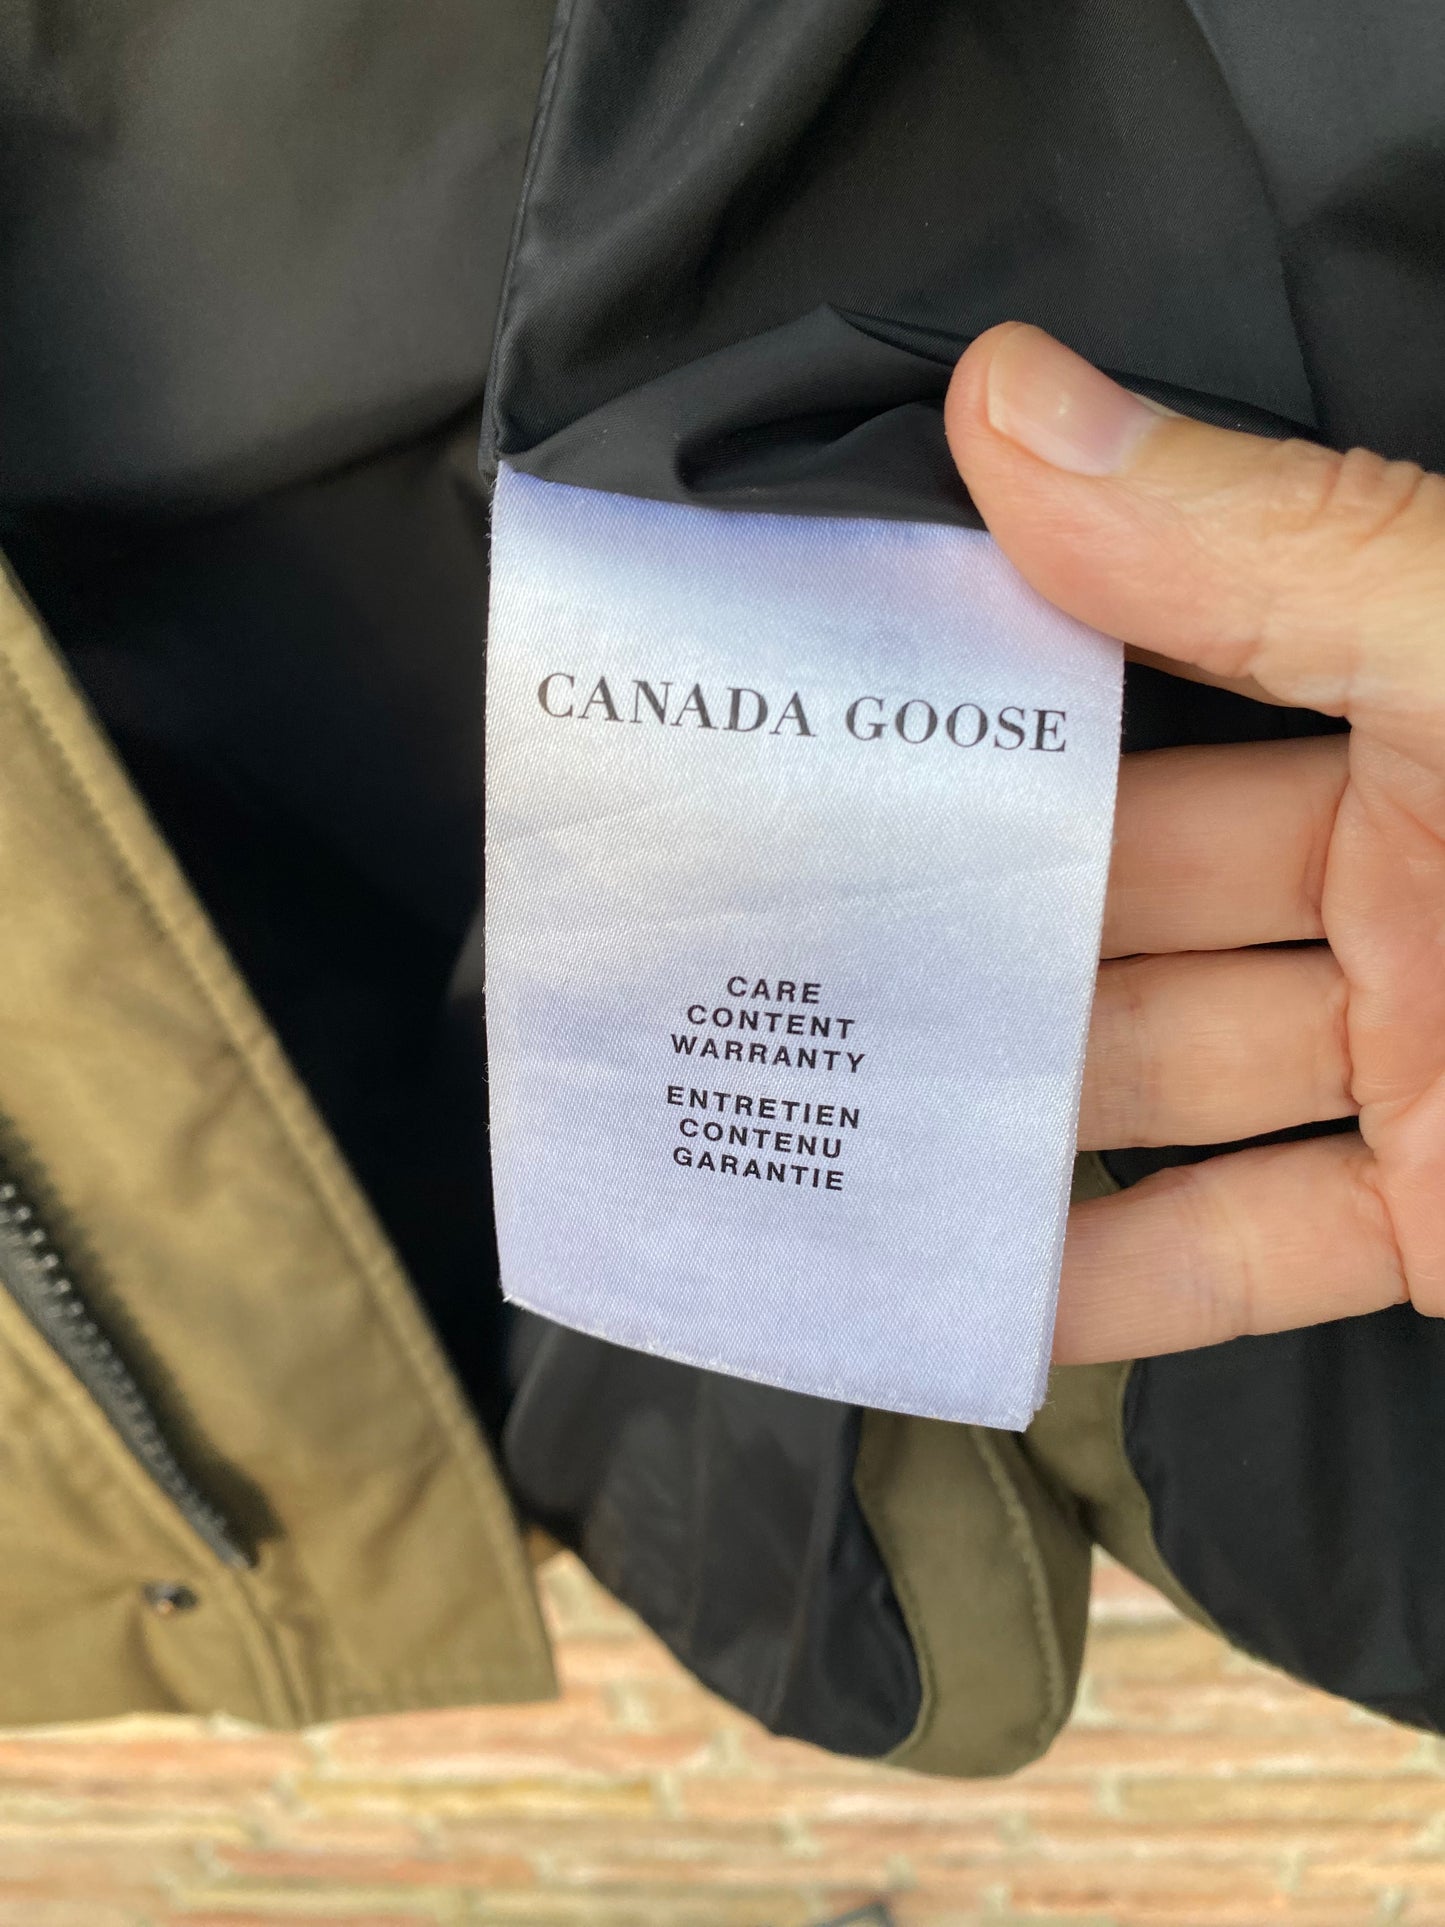 CANADA GOOSE
CARE
CONTENT
WARRANTY
ENTRETIEN
CONTENU
GARANTIE